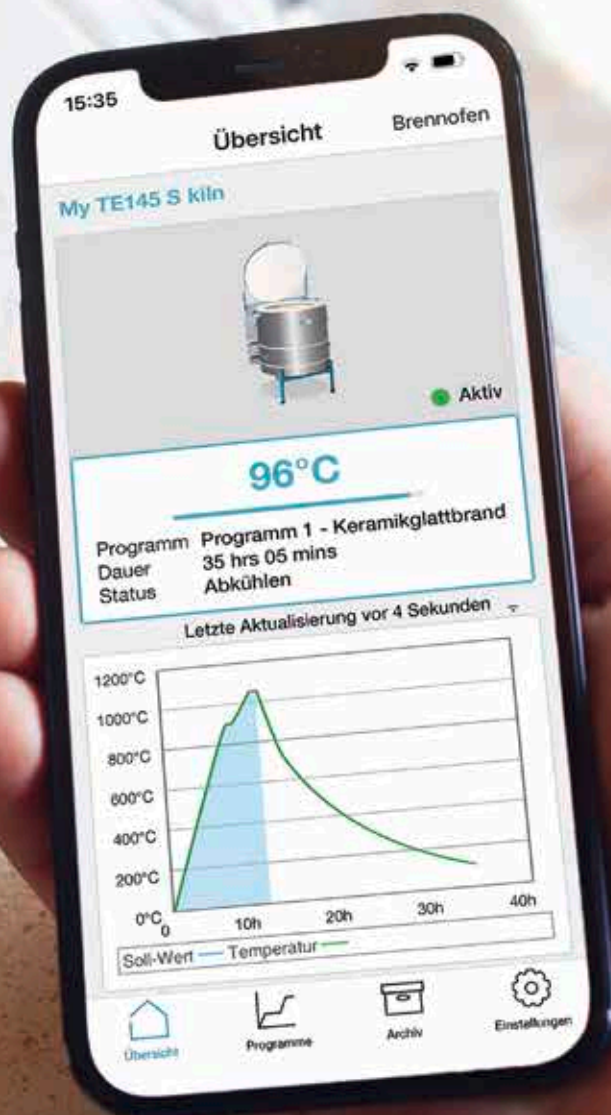 15:35
Übersicht
Brennofen
My TE145 S kiln
Aktiv
96°C
Programm Programm 1 - Keramikglattbrand
Dauer 35 hrs 05 mins
Status Abkühlen
Letzte Aktualisierung vor 4 Sekunden
1200°C
1000°C
800°C
600°C
400°C
200°C
0°C
0 10h 20h 30h 40h
Soll-Wert Temperatur
Übersicht Programme Archiv Einstellungen